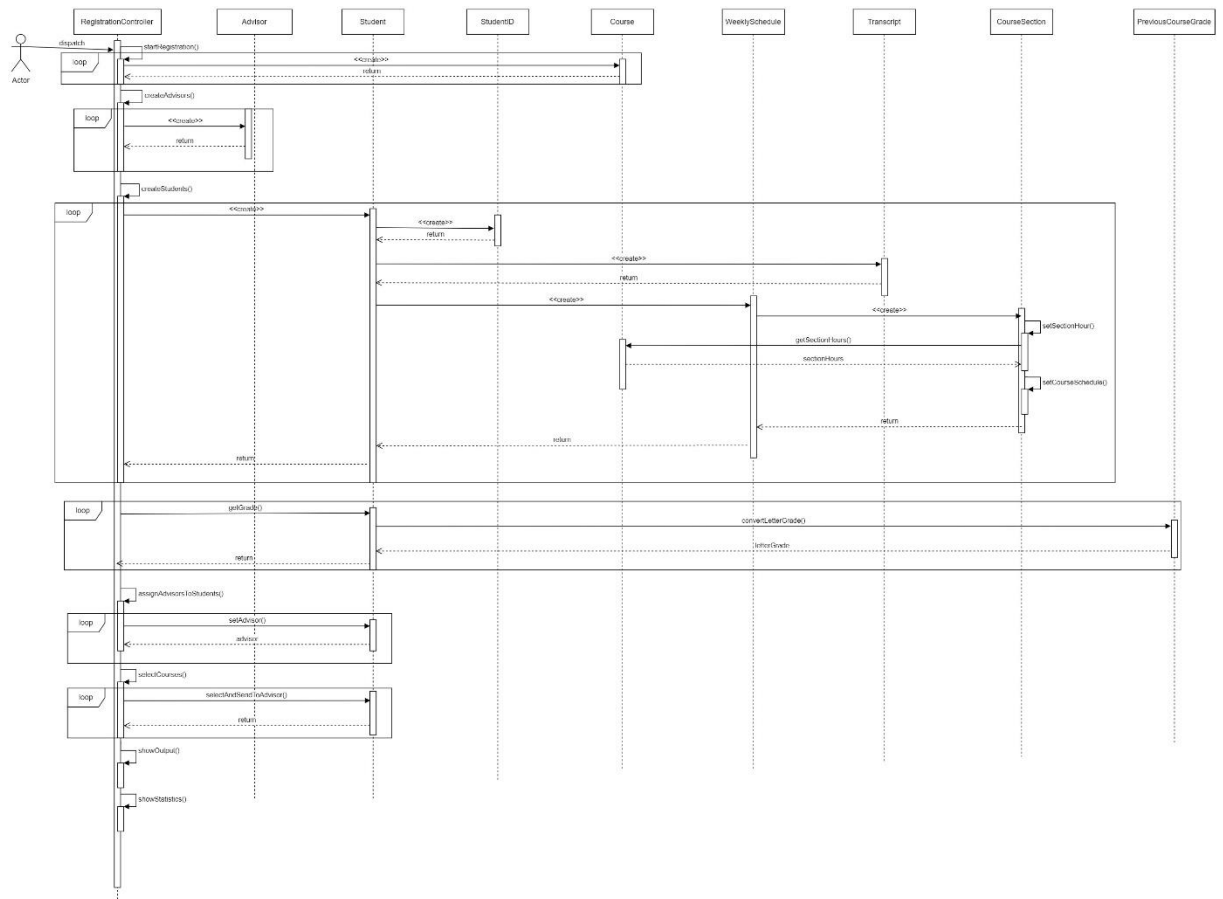 RegistrationController
Advisor
Student
StudentID
Course
WeeklySchedule
Transcript
CourseSection
PreviousCourseGrade
Actor
dispatch
startRegistration()
loop
<<create>>
return
createAdvisors()
loop
<<create>>
return
createStudents()
loop
<<create>>
<<create>>
return
<<create>>
return
<<create>>
<<create>>
setSectionHour()
getSectionHours()
sectionHours
setCourseSchedule()
return
return
return
loop
getGrade()
convertLetterGrade()
letterGrade
return
assignAdvisorsToStudents()
loop
setAdvisor()
advisor
selectCourses()
loop
selectAndSendToAdvisor()
return
showOutput()
showStatistics()